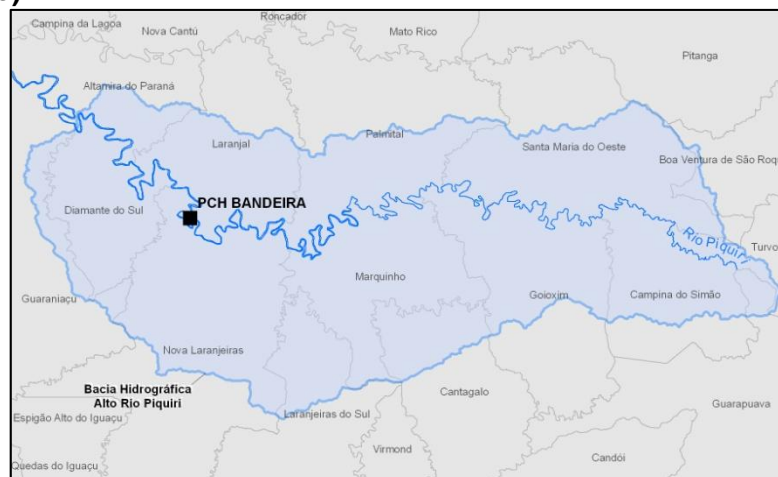 Campina da Lagoa
Nova Cantú
Roncador
Mato Rico
Pitanga
Altamira do Paraná
Laranjal
Palmital
Santa Maria do Oeste
Boa Ventura de São Roqu
PCH BANDEIRA
Diamante do Sul
Rio Piquiri
Turvo
Marquinho
Guaraniaçu
Goioxim
Campina do Simão
Nova Laranjeiras
Bacia Hidrográfica
Alto Rio Piquiri
Cantagalo
Guarapuava
Espigão Alto do Iguaçu
Laranjeiras do Sul
Virmond
Candói
Quedas do Iguaçu